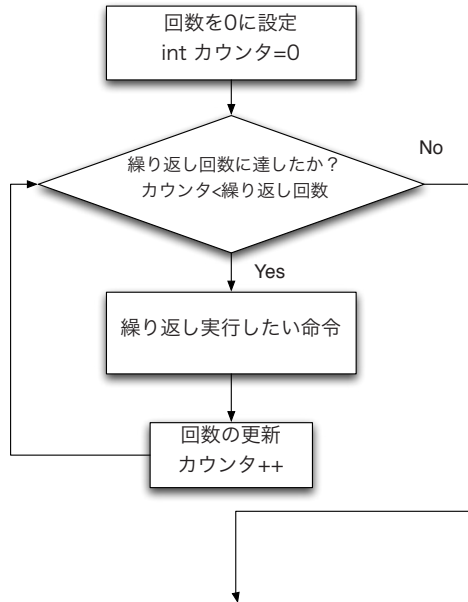 回数を0に設定
int カウンタ=0
繰り返し回数に達したか？
カウンタ<繰り返し回数
No
Yes
繰り返し実行したい命令
回数の更新
カウンタ++